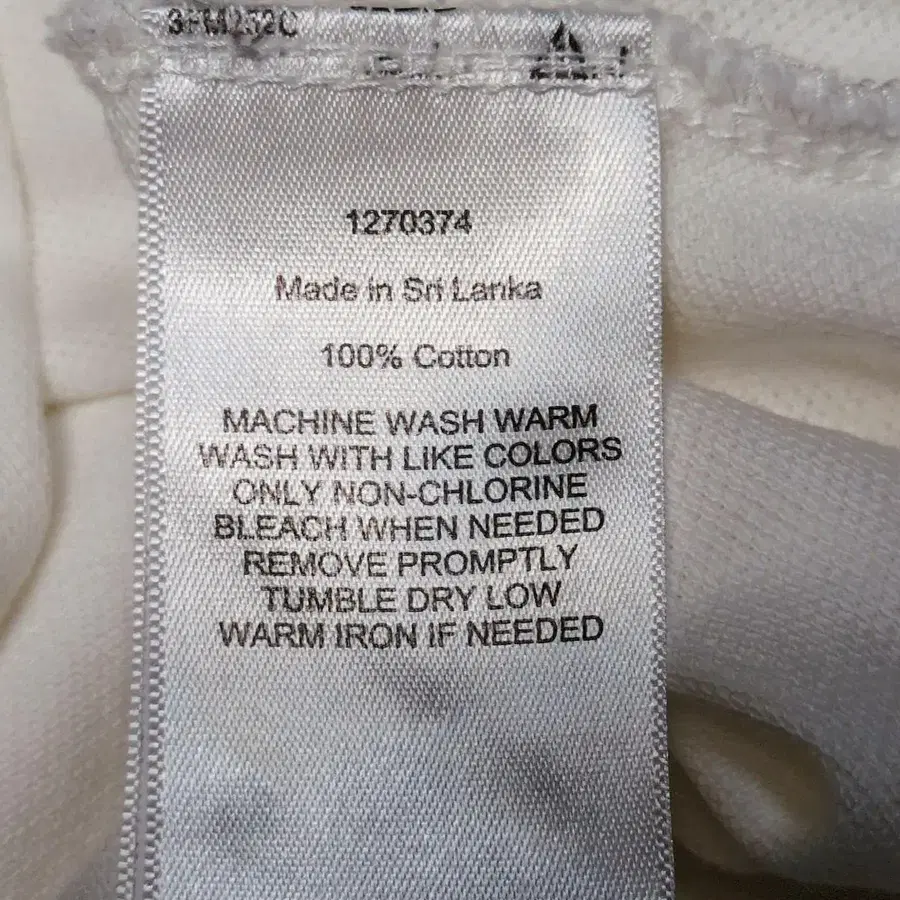 1270374
Made in Sri Lanka
100% Cotton
MACHINE WASH WARM
WASH WITH LIKE COLORS
ONLY NON-CHLORINE
BLEACH WHEN NEEDED
REMOVE PROMPTLY
TUMBLE DRY LOW
WARM IRON IF NEEDED